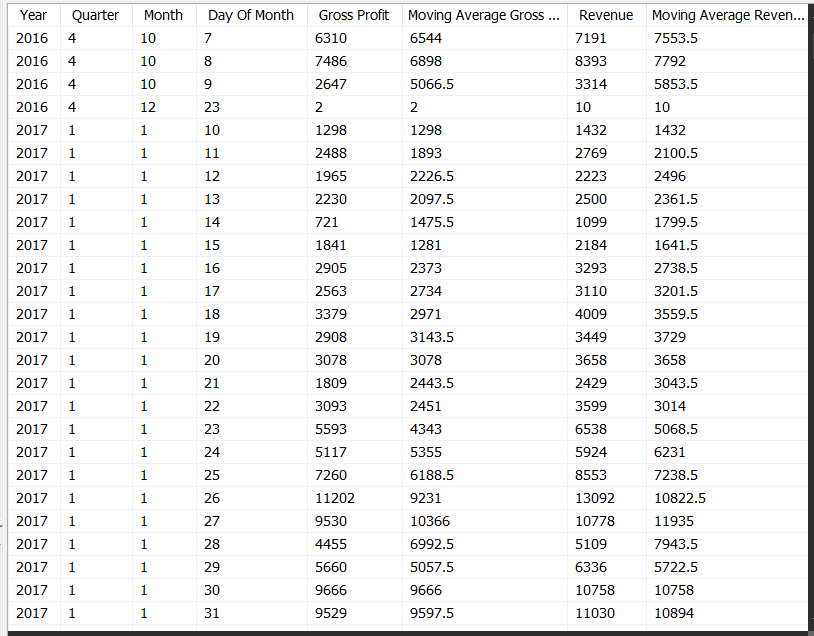 Year Quarter Month Day Of Month Gross Profit Moving Average Gross ... Revenue Moving Average Reven...
2016 4 10 7 6310 6544 7191 7553.5
2016 4 10 8 7486 6898 8393 7792
2016 4 10 9 2647 5066.5 3314 5853.5
2016 4 12 23 2 2 10 10
2017 1 1 10 1298 1298 1432 1432
2017 1 1 11 2488 1893 2769 2100.5
2017 1 1 12 1965 2226.5 2223 2496
2017 1 1 13 2230 2097.5 2500 2361.5
2017 1 1 14 721 1475.5 1099 1799.5
2017 1 1 15 1841 1281 2184 1641.5
2017 1 1 16 2905 2373 3293 2738.5
2017 1 1 17 2563 2734 3110 3201.5
2017 1 1 18 3379 2971 4009 3559.5
2017 1 1 19 2908 3143.5 3449 3729
2017 1 1 20 3078 3078 3658 3658
2017 1 1 21 1809 2443.5 2429 3043.5
2017 1 1 22 3093 2451 3599 3014
2017 1 1 23 5593 4343 6538 5068.5
2017 1 1 24 5117 5355 5924 6231
2017 1 1 25 7260 6188.5 8553 7238.5
2017 1 1 26 11202 9231 13092 10822.5
2017 1 1 27 9530 10366 10778 11935
2017 1 1 28 4455 6992.5 5109 7943.5
2017 1 1 29 5660 5057.5 6336 5722.5
2017 1 1 30 9666 9666 10758 10758
2017 1 1 31 9529 9597.5 11030 10894